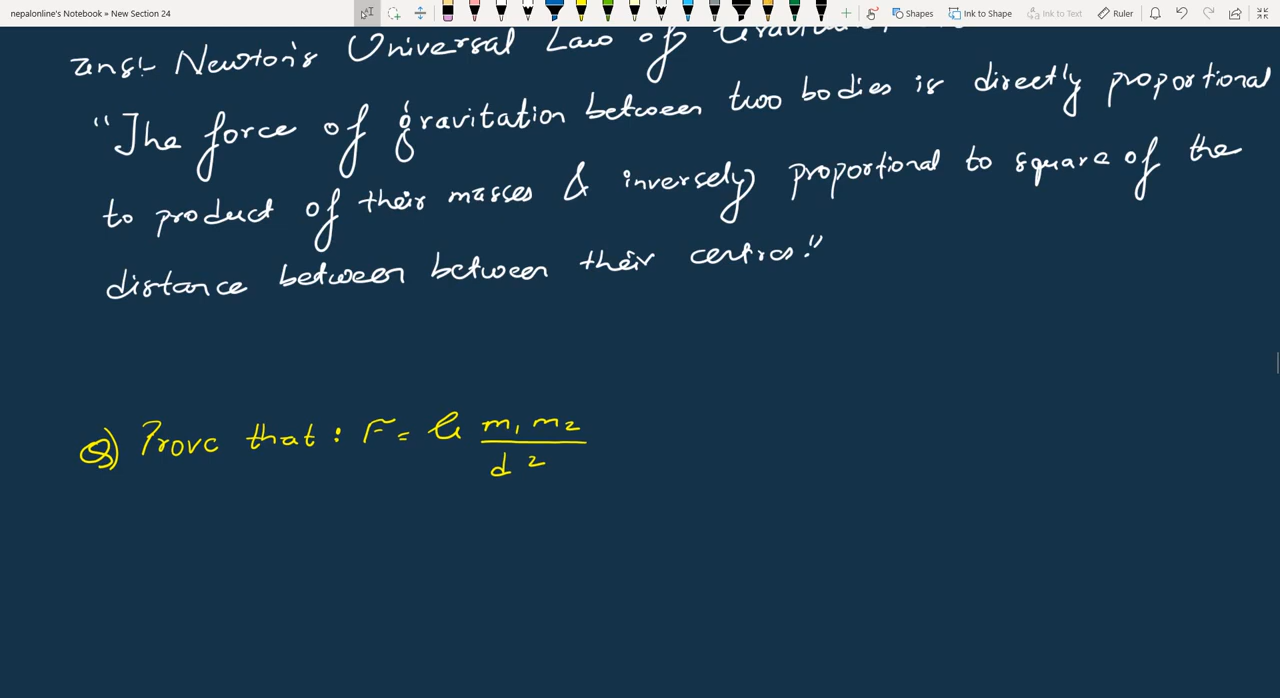 nepalonline's Notebook » New Section 24
Shapes Ink to Shape Ink to Text Ruler
ans:- Newton's Universal Law of
"The force of gravitation between two bodies is directly proportional
to product of their masses & inversely proportional to square of the
distance between between their centres."
Q) Prove that : F = G m₁ m₂ / d²